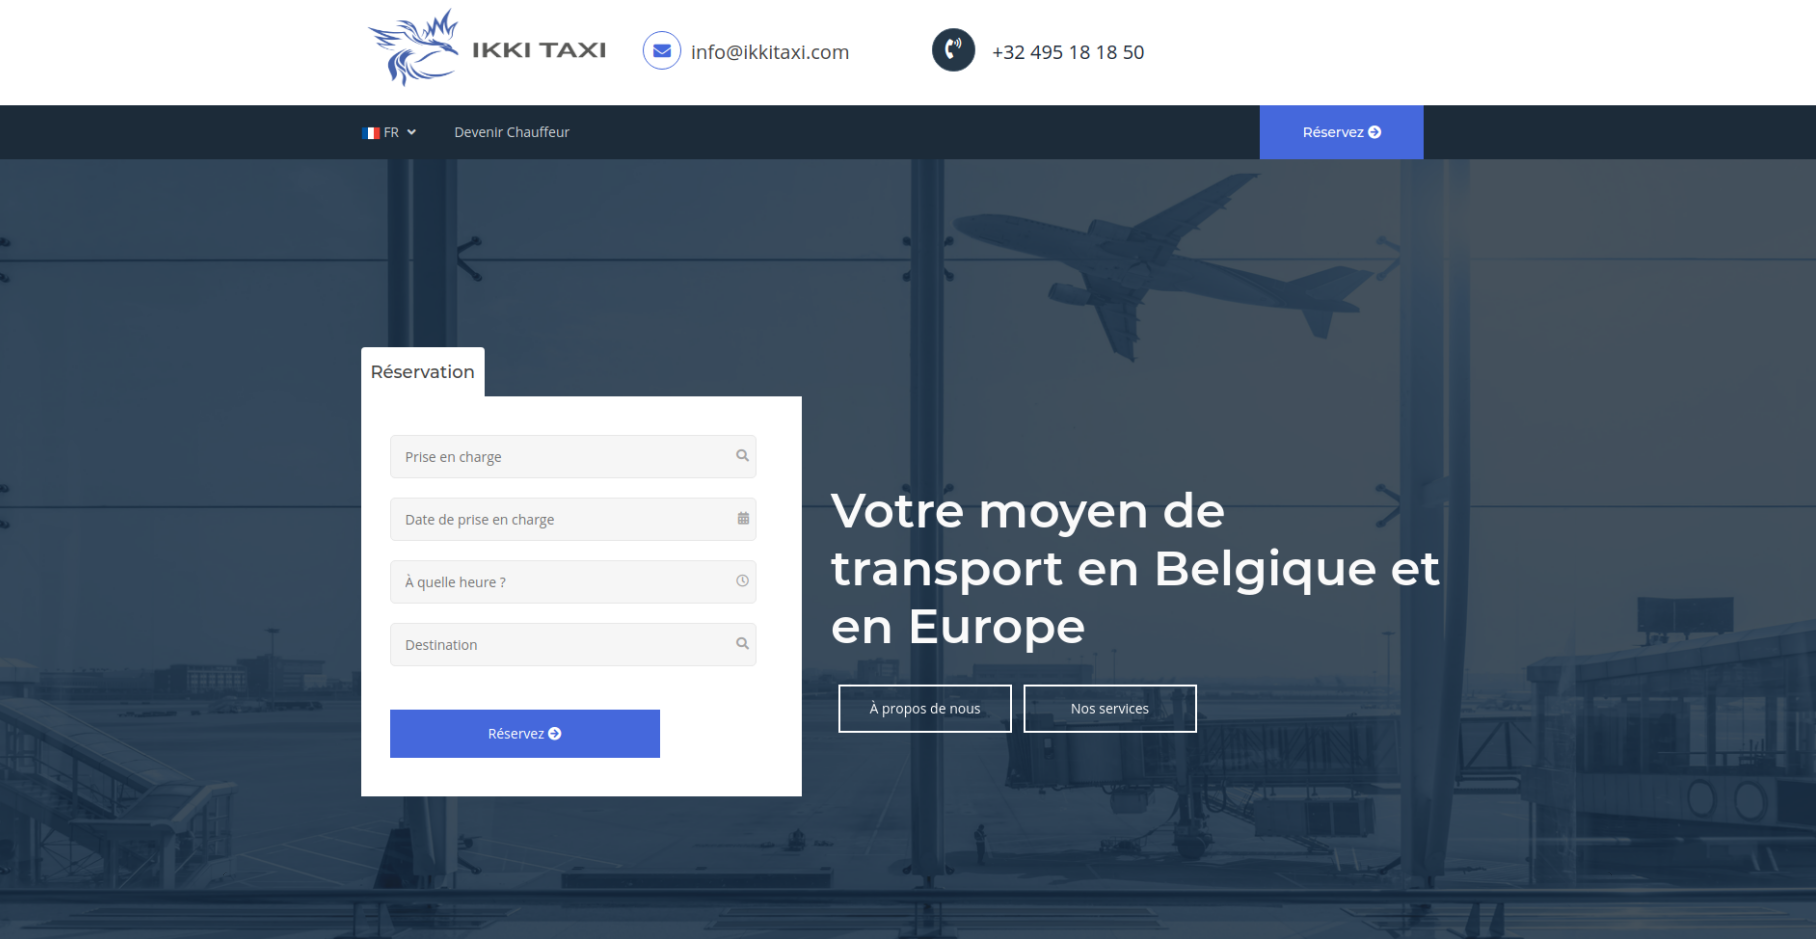 IKKI TAXI
info@ikkitaxi.com
+32 495 18 18 50
FR
Devenir Chauffeur
Réservez
Réservation
Prise en charge
Date de prise en charge
À quelle heure ?
Destination
Réservez
Votre moyen de
transport en Belgique et
en Europe
À propos de nous
Nos services